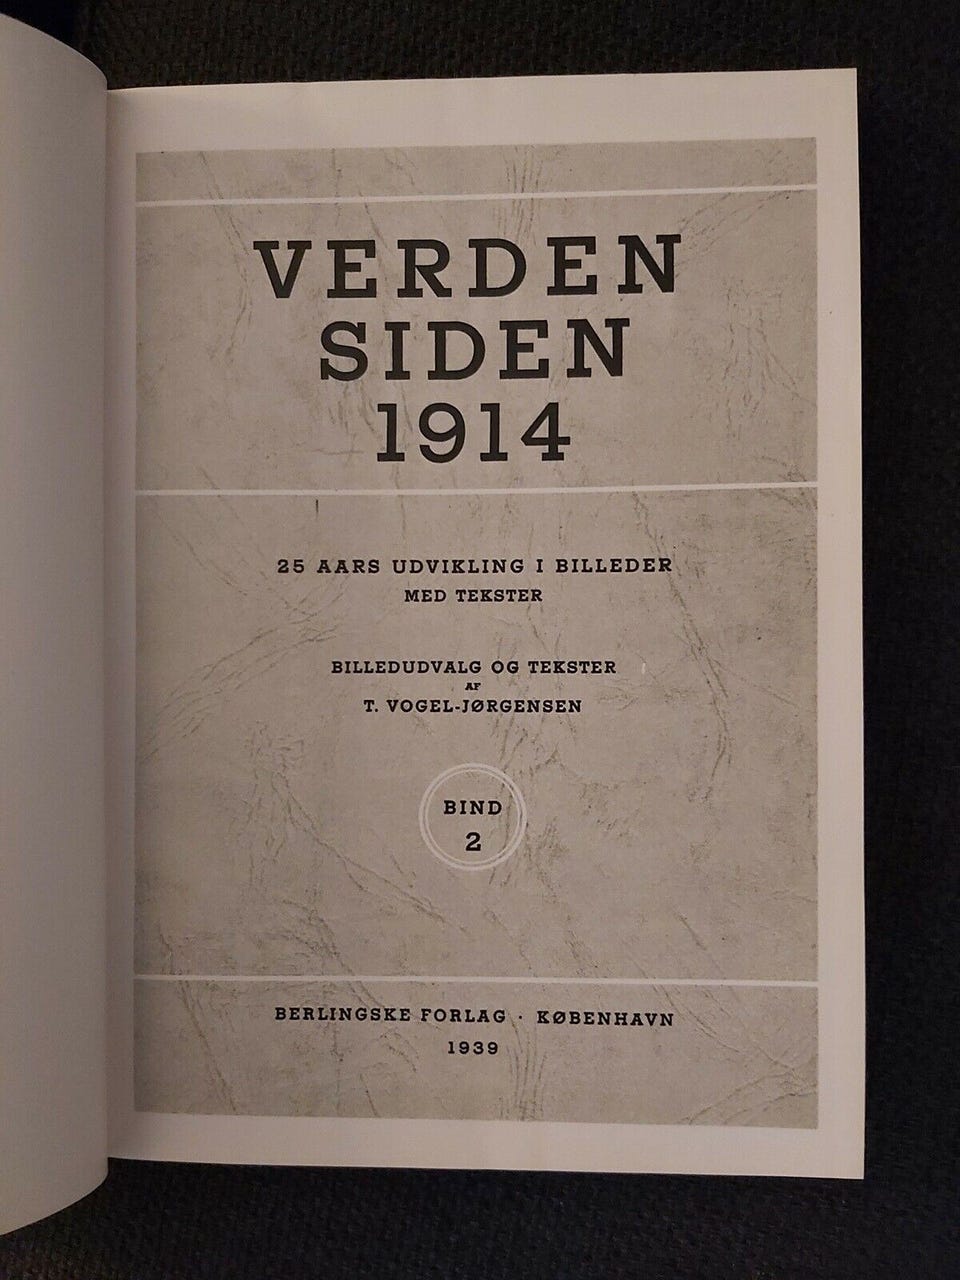 VERDEN
SIDEN
1914
25 AARS UDVIKLING I BILLEDER
MED TEKSTER
BILLEDUDVALG OG TEKSTER
AF
T. VOGEL-JØRGENSEN
BIND
2
BERLINGSKE FORLAG · KØBENHAVN
1939